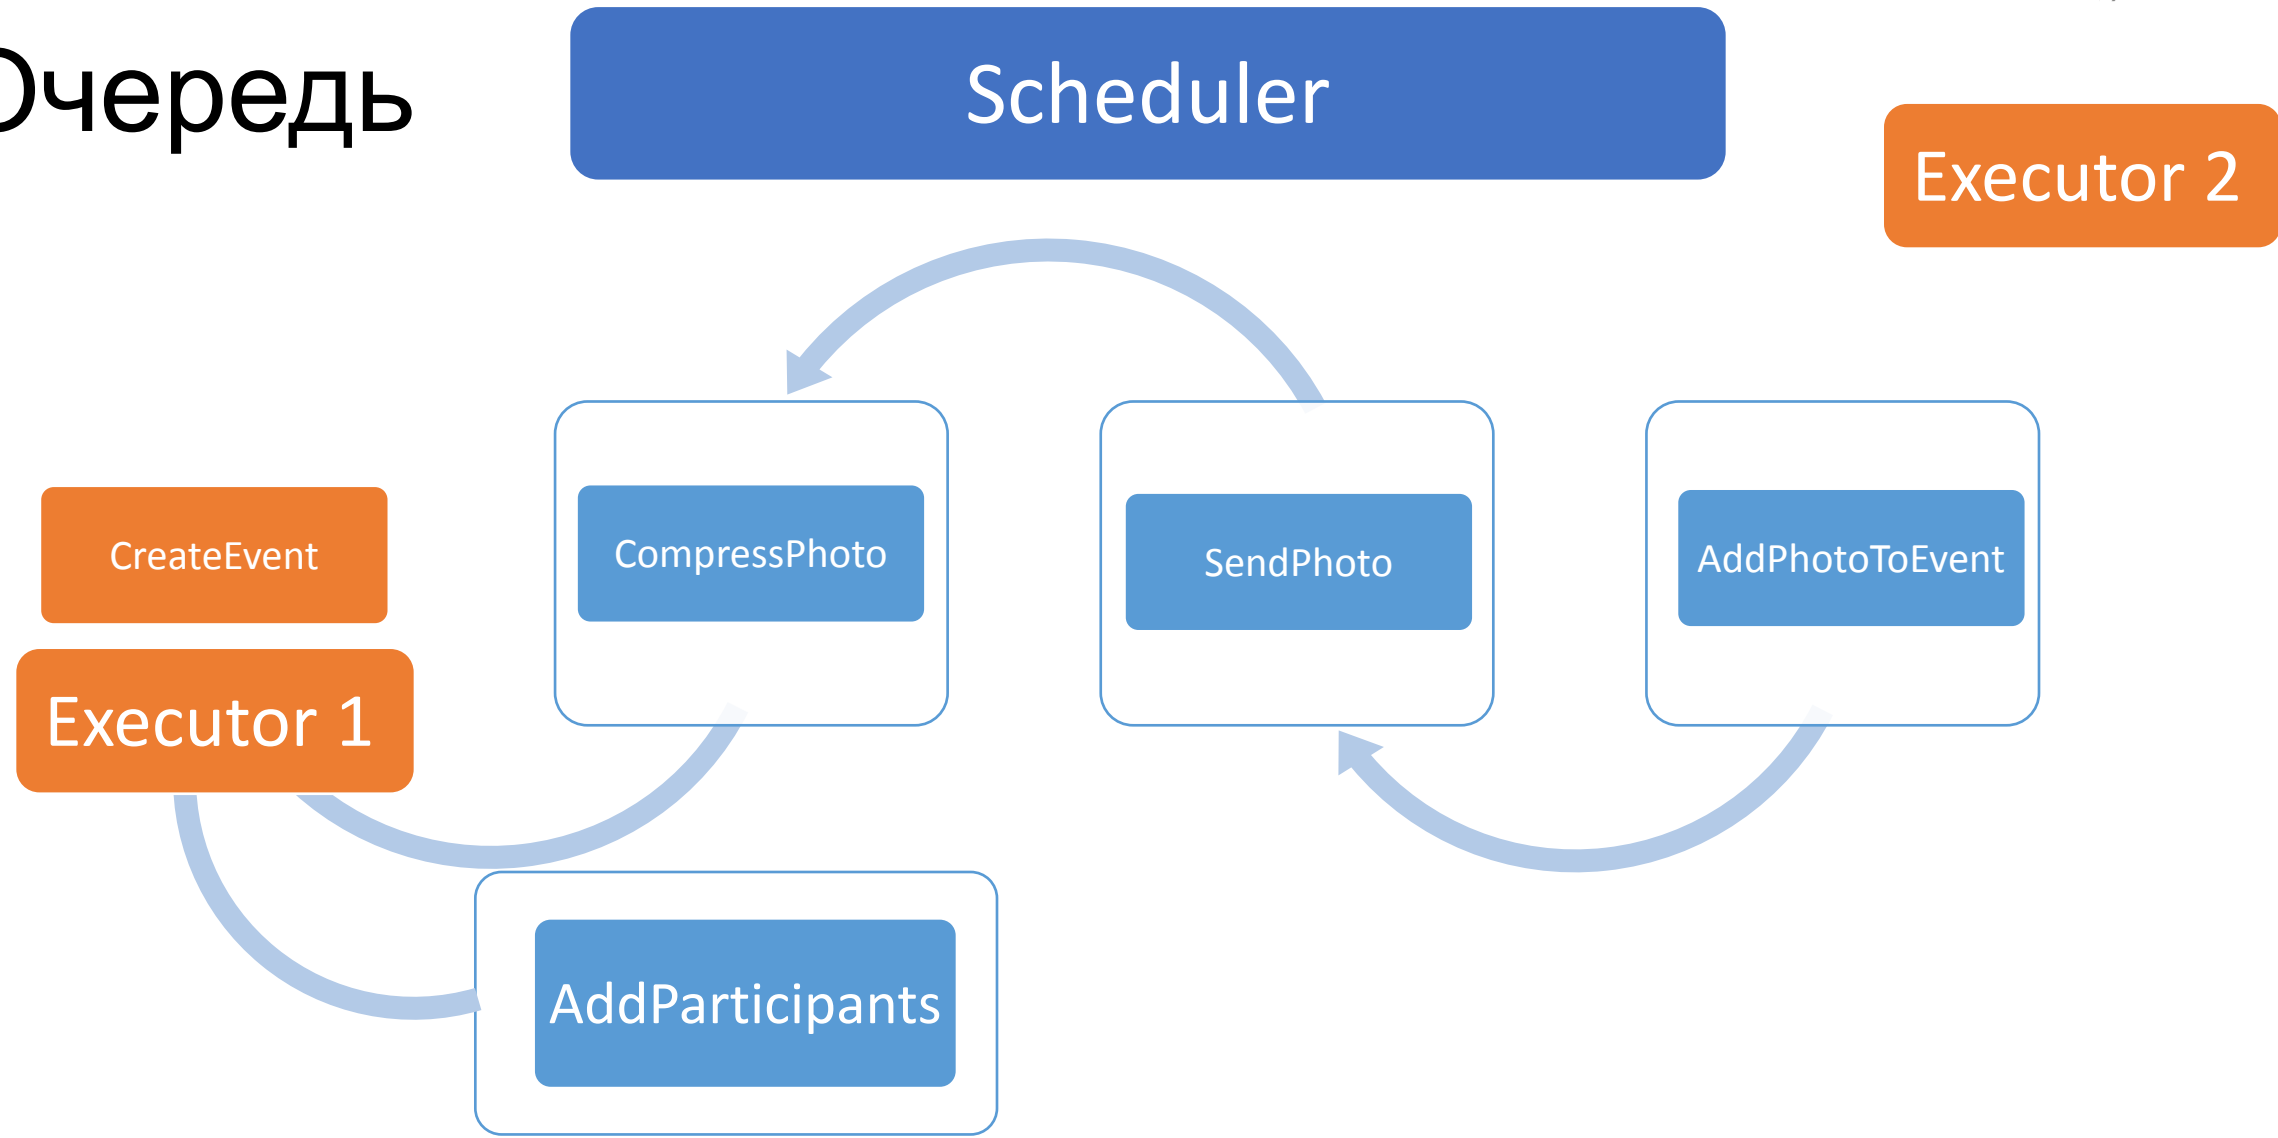 Очередь
Scheduler
Executor 2
CreateEvent
CompressPhoto
SendPhoto
AddPhotoToEvent
Executor 1
AddParticipants